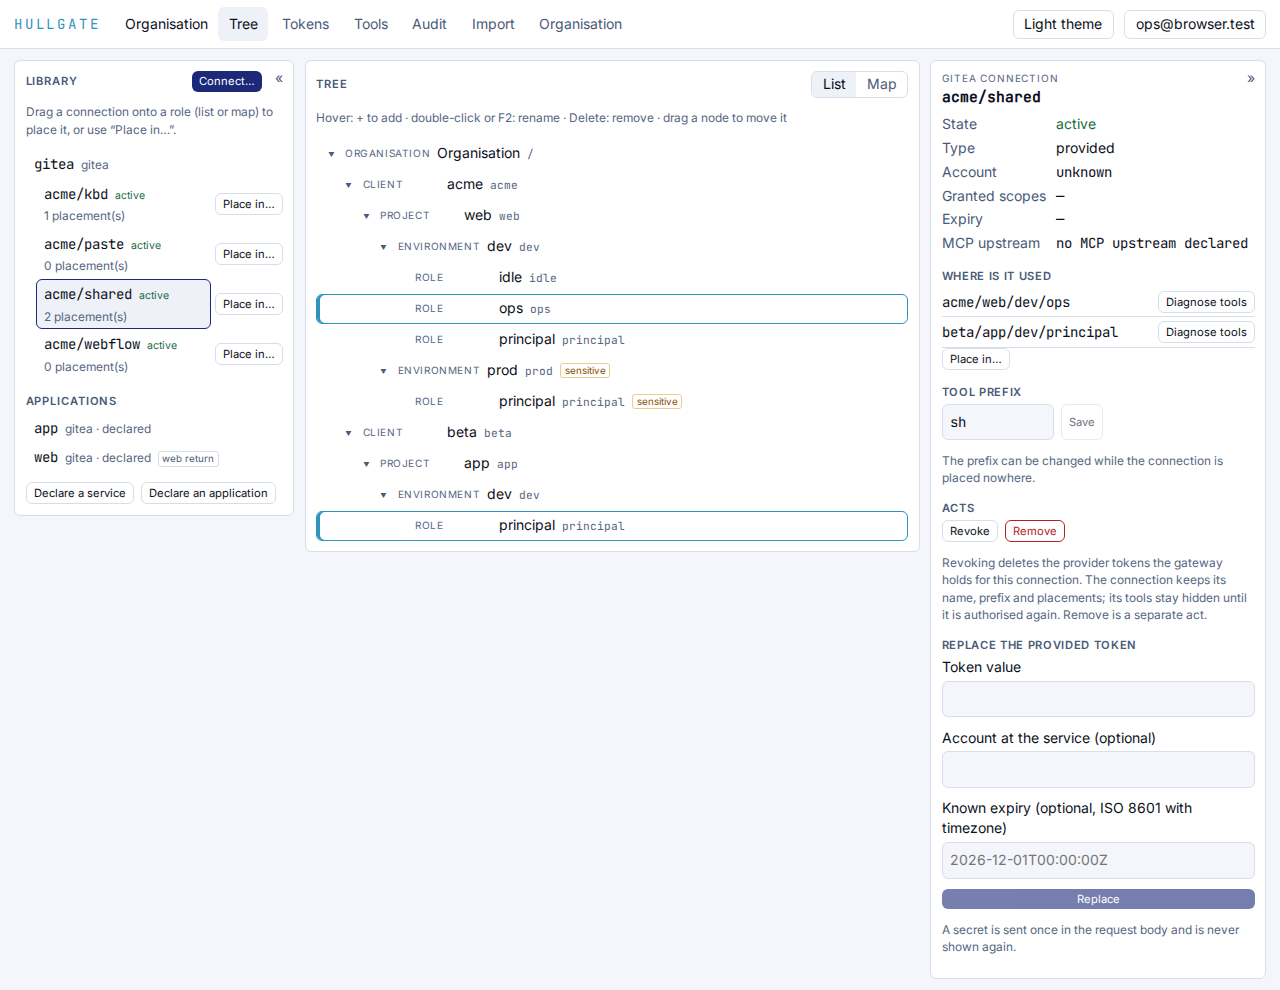 HULLGATE Organisation Tree Tokens Tools Audit Import Organisation Light theme ops@browser.test
LIBRARY Connect… «
Drag a connection onto a role (list or map) to
place it, or use “Place in…”.
gitea gitea
acme/kbd active
1 placement(s)
Place in…
acme/paste active
0 placement(s)
Place in…
acme/shared active
2 placement(s)
Place in…
acme/webflow active
0 placement(s)
Place in…
APPLICATIONS
app gitea · declared
web gitea · declared web return
Declare a service Declare an application
TREE List Map
Hover: + to add · double-click or F2: rename · Delete: remove · drag a node to move it
▾ ORGANISATION Organisation /
▾ CLIENT acme acme
▾ PROJECT web web
▾ ENVIRONMENT dev dev
ROLE idle idle
ROLE ops ops
ROLE principal principal
▾ ENVIRONMENT prod prod sensitive
ROLE principal principal sensitive
▾ CLIENT beta beta
▾ PROJECT app app
▾ ENVIRONMENT dev dev
ROLE principal principal
GITEA CONNECTION »
acme/shared
State active
Type provided
Account unknown
Granted scopes —
Expiry —
MCP upstream no MCP upstream declared
WHERE IS IT USED
acme/web/dev/ops Diagnose tools
beta/app/dev/principal Diagnose tools
Place in…
TOOL PREFIX
sh Save
The prefix can be changed while the connection is
placed nowhere.
ACTS
Revoke Remove
Revoking deletes the provider tokens the gateway
holds for this connection. The connection keeps its
name, prefix and placements; its tools stay hidden until
it is authorised again. Remove is a separate act.
REPLACE THE PROVIDED TOKEN
Token value
Account at the service (optional)
Known expiry (optional, ISO 8601 with
timezone)
2026-12-01T00:00:00Z
Replace
A secret is sent once in the request body and is never
shown again.